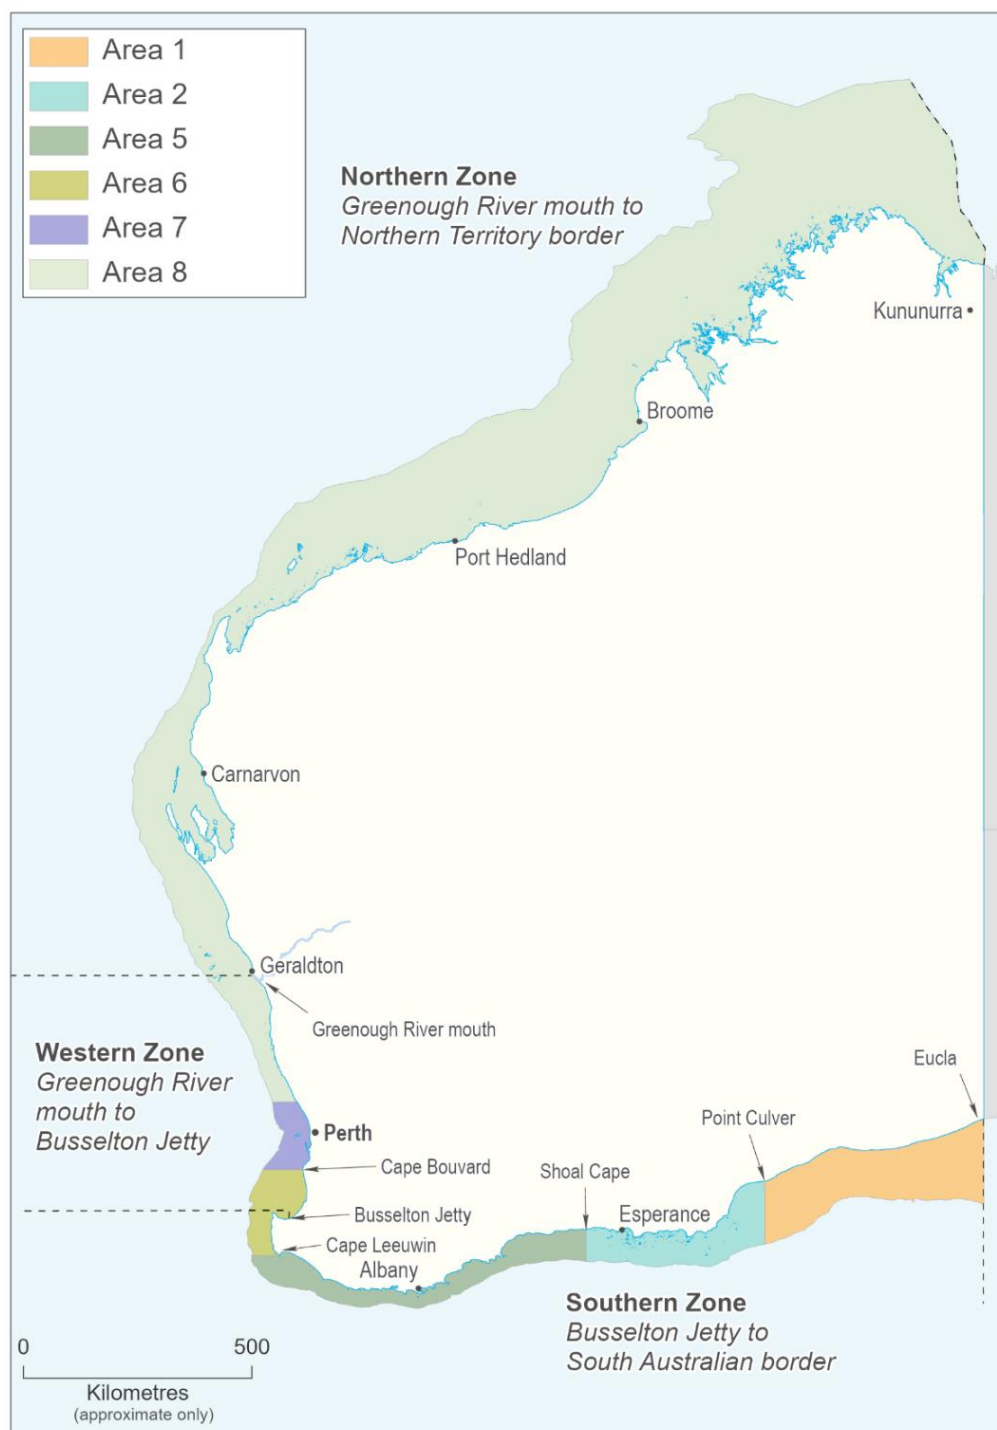 Area 1
Area 2
Area 5
Area 6
Area 7
Area 8
Northern Zone
Greenough River mouth to
Northern Territory border
Kununurra
Broome
Port Hedland
Carnarvon
Geraldton
Greenough River mouth
Western Zone
Greenough River
mouth to
Busselton Jetty
Eucla
Point Culver
Perth
Cape Bouvard
Shoal Cape
Busselton Jetty
Esperance
Cape Leeuwin
Albany
Southern Zone
Busselton Jetty to
South Australian border
0 500
Kilometres
(approximate only)